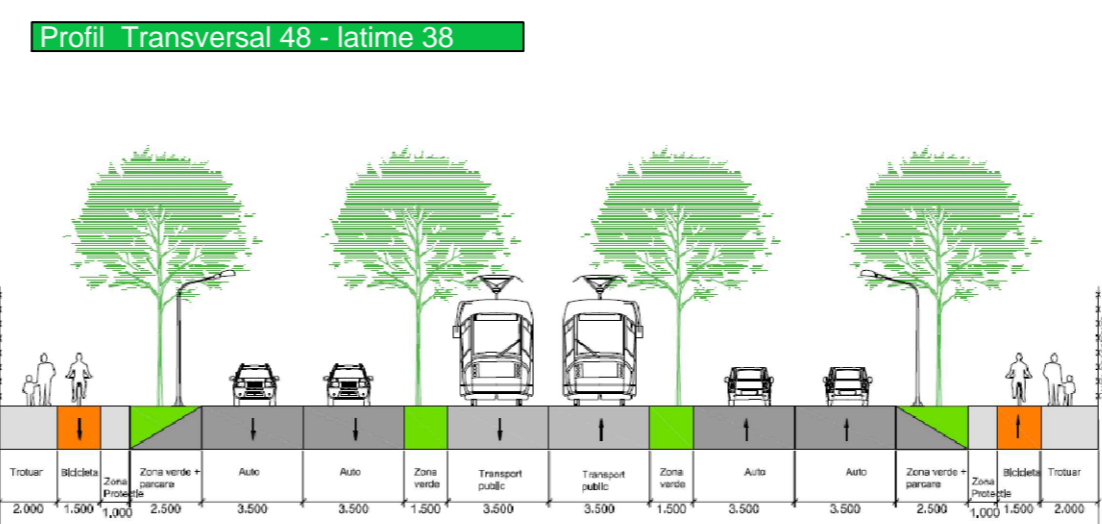 Profil Transversal 48 - latime 38
Trotuar
Bicicleta
Zona
Protectie
Zona verde +
parcare
Auto
Auto
Zona
verde
Transport
public
Transport
public
Zona
verde
Auto
Auto
Zona verde +
parcare
Zona
Protectie
Bicicleta
Trotuar
2.000 1.500 1.000 2.500 3.500 3.500 1.500 3.500 3.500 1.500 3.500 3.500 2.500 1.000 1.500 2.000